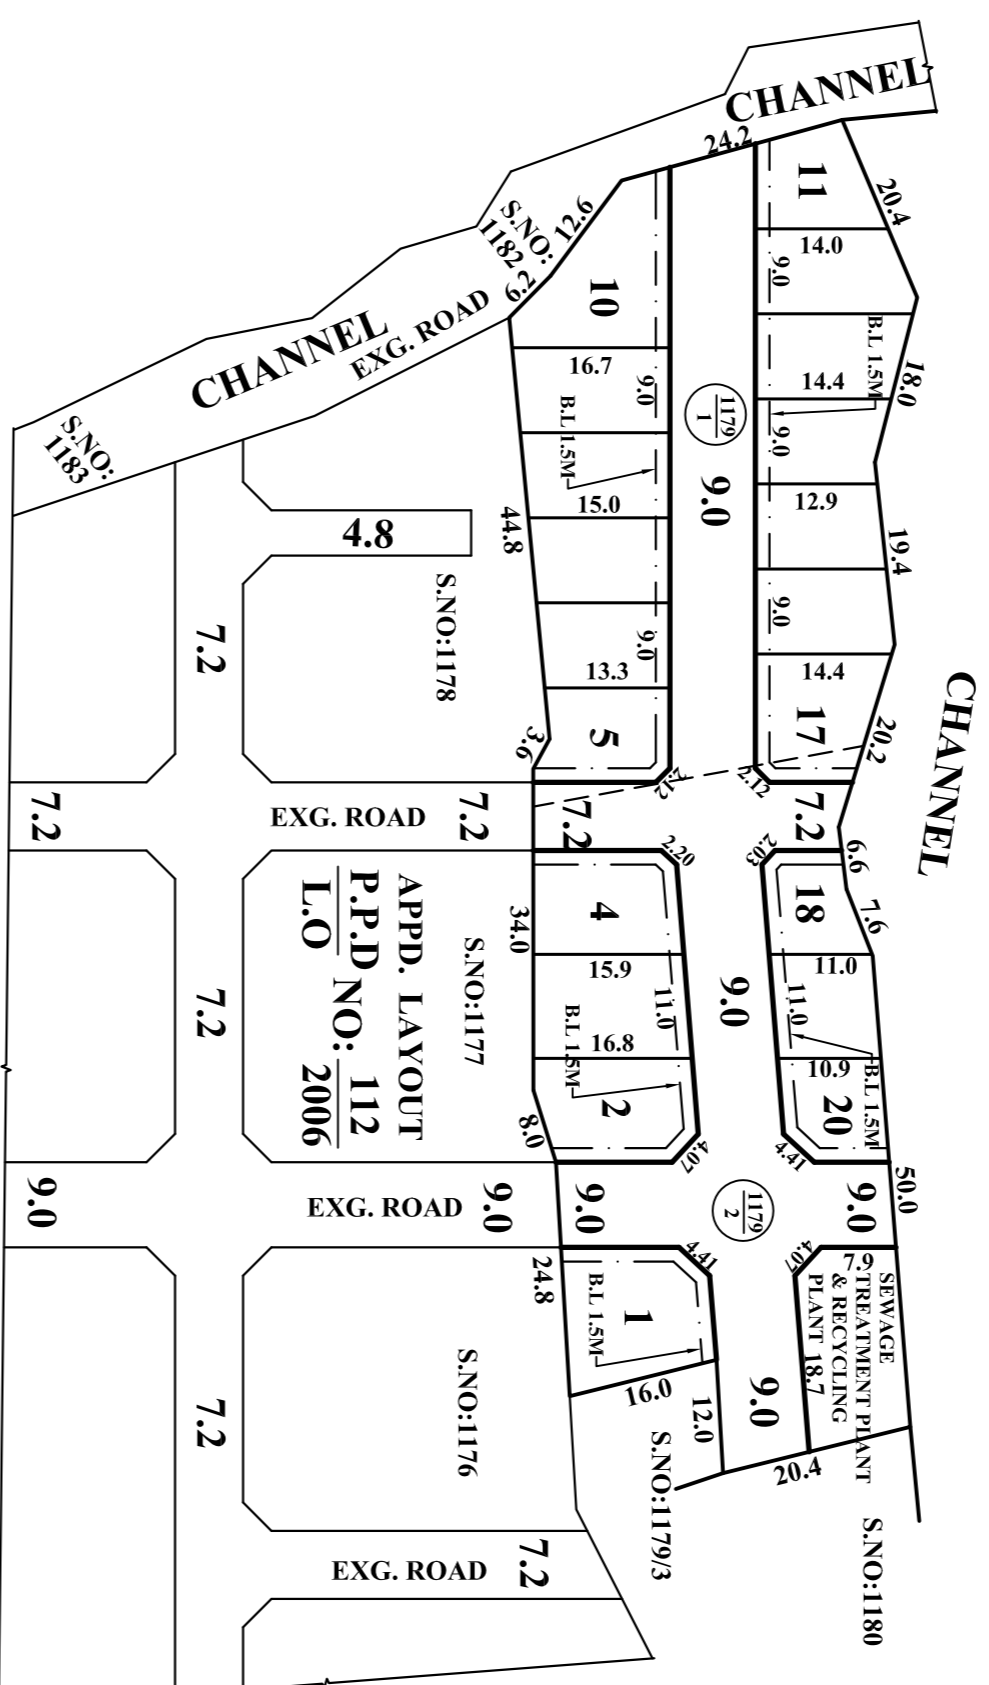 CHANNEL
24.2
11
20.4
14.0
9.0
S.NO:
1182
12.6
6.2
10
CHANNEL
EXG. ROAD
16.7
9.0
B.L 1.5M
14.4
18.0
9.0
1179
1
B.L 1.5M
S.NO:
1183
9.0
15.0
12.9
44.8
4.8
19.4
S.NO:1178
9.0
9.0
13.3
14.4
7.2
5
17
20.2
3.6
2.12
2.12
CHANNEL
7.2
EXG. ROAD
7.2
7.2
7.2
2.20
2.03
6.6
4
18
7.6
34.0
APPD. LAYOUT
P.P.D
L.O
NO:
112
2006
S.NO:1177
15.9
11.0
11.0
9.0
11.0
7.2
16.8
B.L 1.5M
10.9
B.L 1.5M
2
20
8.0
4.07
4.41
50.0
9.0
EXG. ROAD
9.0
9.0
1179
2
9.0
4.41
4.07
7.9
24.8
B.L 1.5M
1
SEWAGE
TREATMENT PLANT
& RECYCLING
PLANT
18.7
16.0
12.0
9.0
7.2
S.NO:1176
20.4
S.NO:1179/3
S.NO:1180
EXG. ROAD
7.2